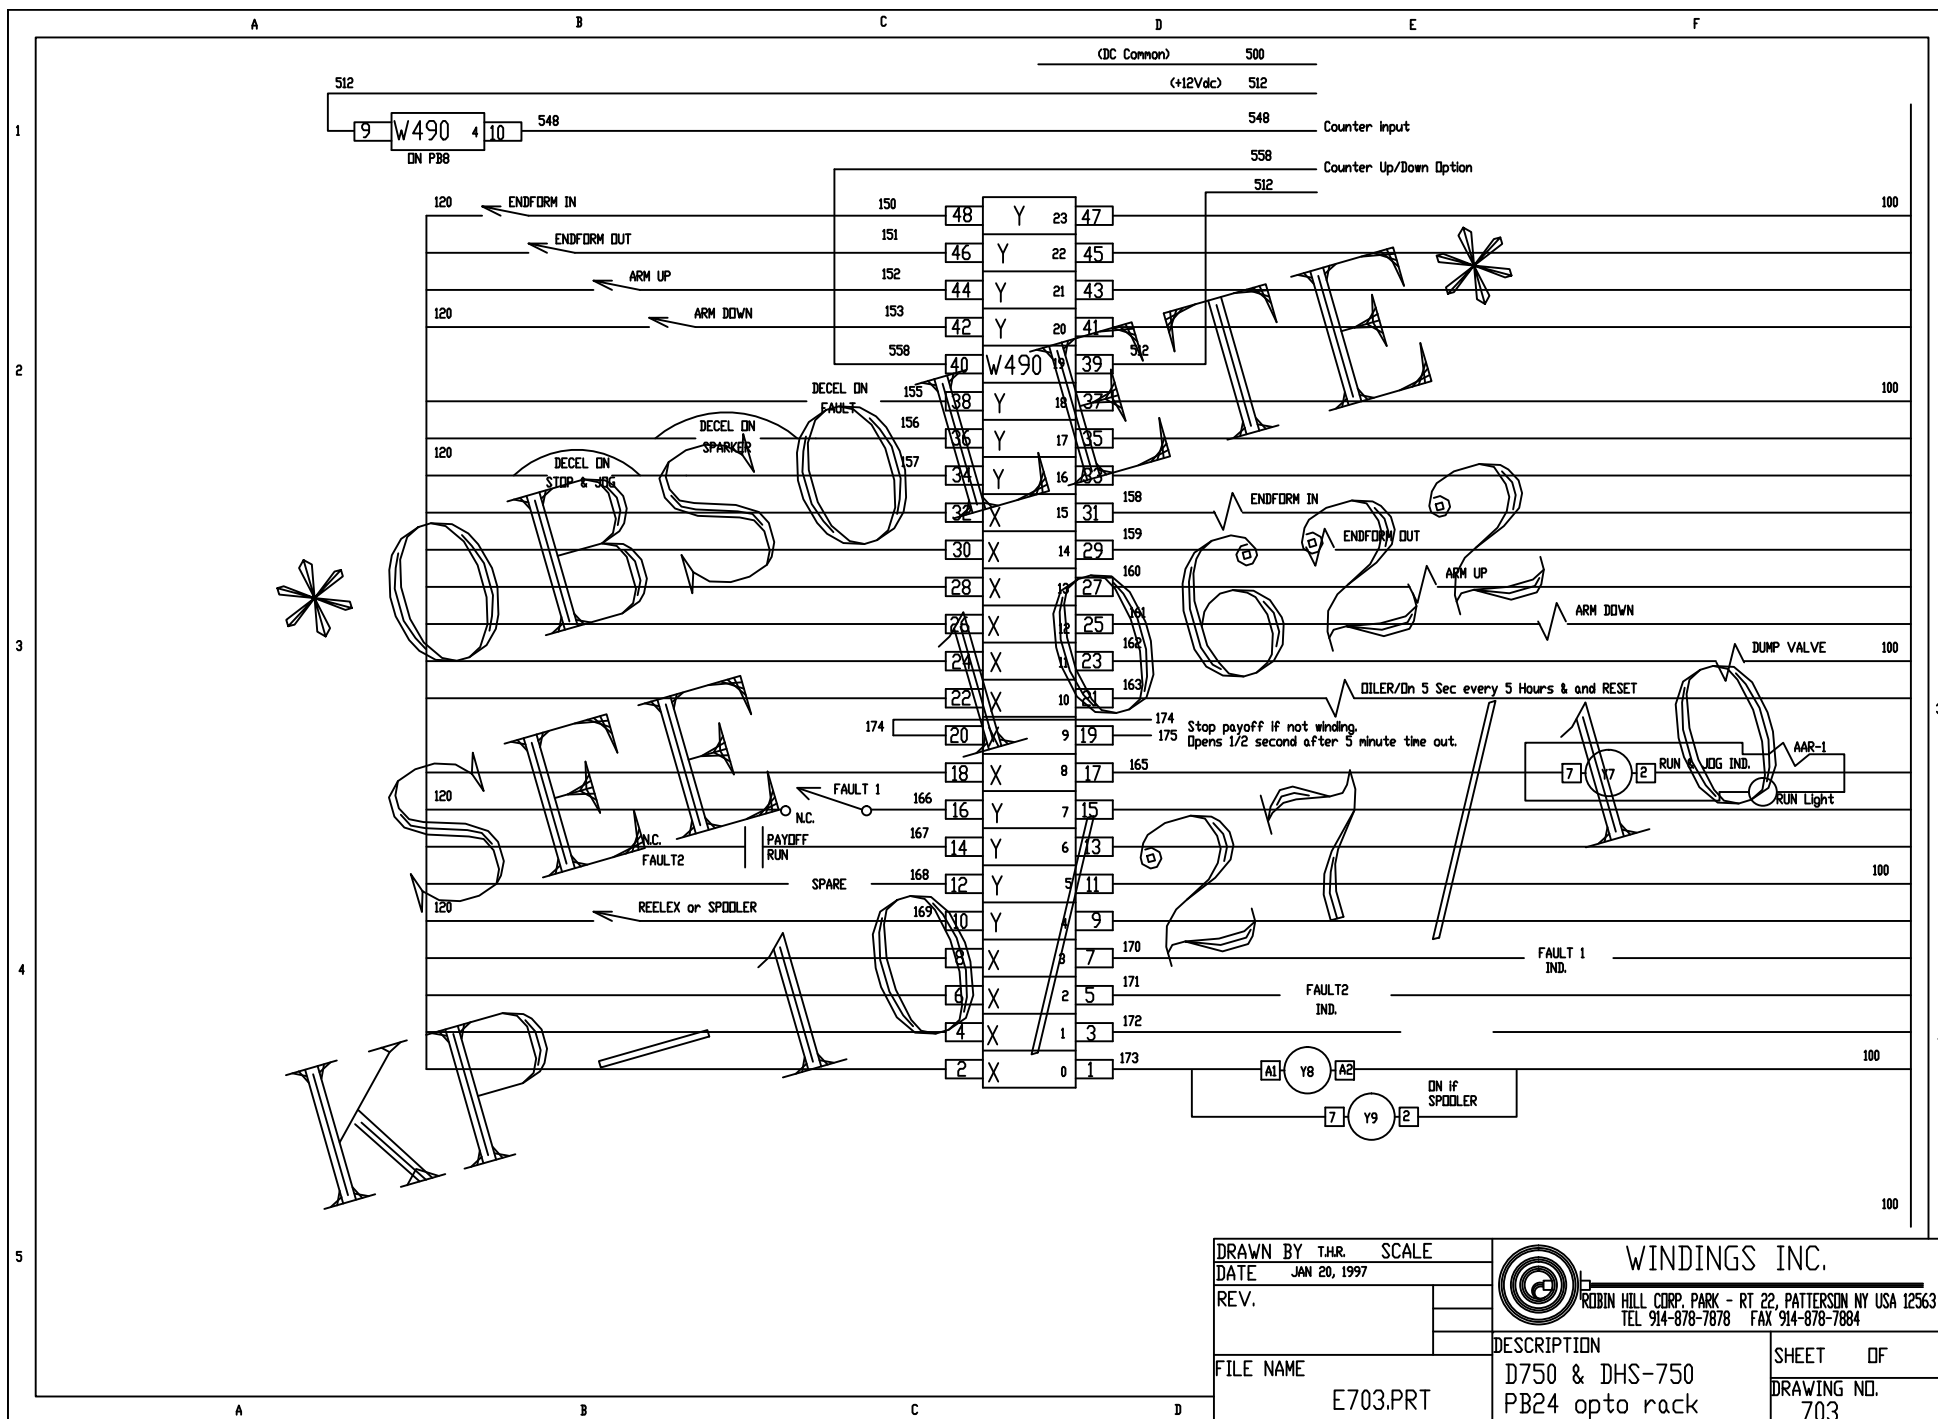 A B C D E F
(DC Common) 500
512 (+12Vdc) 512
1 9 W490 4 10 548 548 Counter input
ON PB8
558 Counter Up/Down Option
512
120 ENDFORM IN 150 48 Y 23 47 100
ENDFORM OUT 151 46 Y 22 45
ARM UP 152 44 Y 21 43
120 ARM DOWN 153 42 Y 20 41
2 558 40 W490 19 39 512
DECEL ON 155 38 Y 18 37 100
FAULT
DECEL ON 156 36 Y 17 35
SPARKER
120 DECEL ON 157 34 Y 16 33
STOP & JOG
32 X 15 31 158 ENDFORM IN
30 X 14 29 159 ENDFORM OUT
28 X 13 27 160 ARM UP
26 X 12 25 161 ARM DOWN
3 24 X 11 23 162 DUMP VALVE 100
22 X 10 21 163 OILER/On 5 Sec every 5 Hours & and RESET
174 Stop payoff if not winding.
174 20 X 9 19 175 Opens 1/2 second after 5 minute time out.
AAR-1
18 X 8 17 165 7 Y7 2 RUN & JOG IND.
RUN Light
120 N.C. FAULT 1 166 16 Y 7 15
N.C. FAULT2 PAYOFF RUN 167 14 Y 6 13
SPARE 168 12 Y 5 11 100
120 REELEX or SPOOLER 169 10 Y 4 9
4 8 X 3 7 170 FAULT 1
IND.
6 X 2 5 171 FAULT2
IND.
4 X 1 3 172
2 X 0 1 173 A1 Y8 A2 100
ON if
SPOOLER
7 Y9 2
100
5
*OBSOLETE*
SEE 10622
KP-10/27/10
DRAWN BY T.H.R. SCALE
DATE JAN 20, 1997
REV.
FILE NAME
E703.PRT
WINDINGS INC.
ROBIN HILL CORP. PARK - RT 22, PATTERSON NY USA 12563
TEL 914-878-7878 FAX 914-878-7884
DESCRIPTION
D750 & DHS-750
PB24 opto rack
SHEET OF
DRAWING NO.
703
A B C D